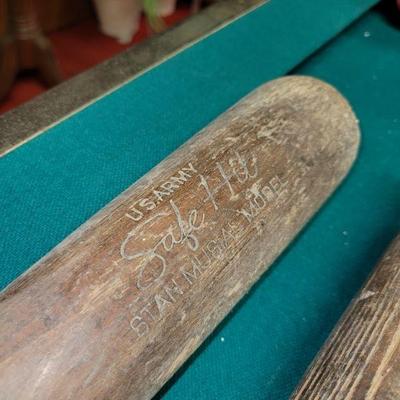 U.S. ARMY
Safe Hit
STAN MUSIAL MODEL